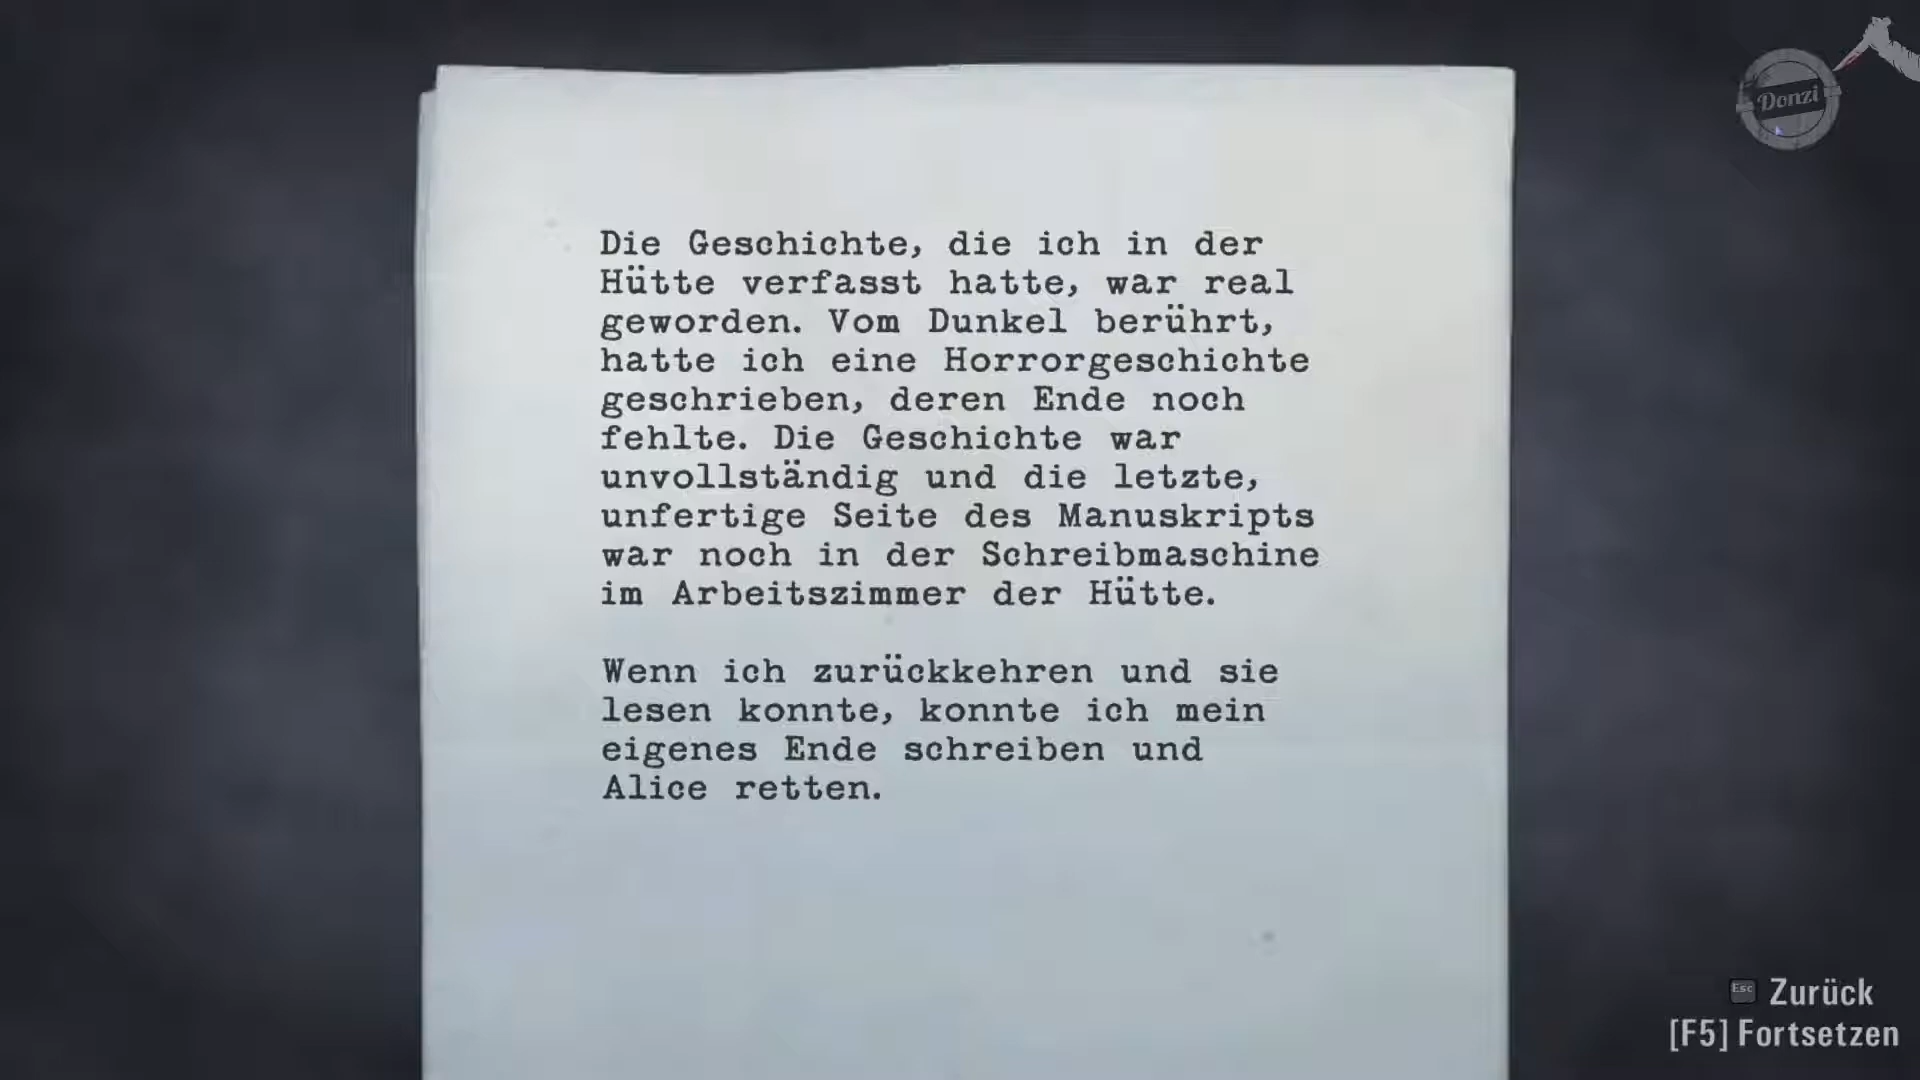 Donzi
Die Geschichte, die ich in der
Hütte verfasst hatte, war real
geworden. Vom Dunkel berührt,
hatte ich eine Horrorgeschichte
geschrieben, deren Ende noch
fehlte. Die Geschichte war
unvollständig und die letzte,
unfertige Seite des Manuskripts
war noch in der Schreibmaschine
im Arbeitszimmer der Hütte.
Wenn ich zurückkehren und sie
lesen konnte, konnte ich mein
eigenes Ende schreiben und
Alice retten.
Esc Zurück
[F5] Fortsetzen